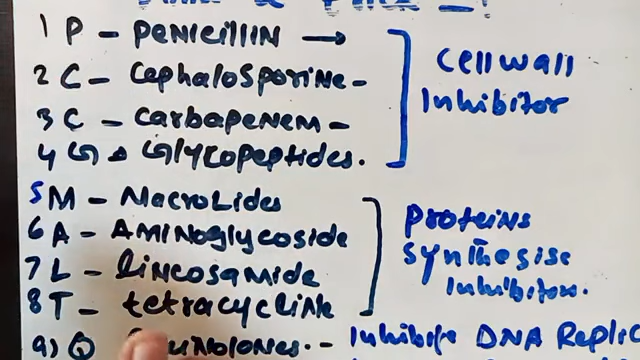 1 P - Penicillin →
2 C - Cephalosporine -
3 C - Carbapenem -
4 G - Glycopeptides.
Cellwall
Inhibitor
5 M - Macrolides
6 A - Aminoglycoside
7 L - Lincosamide
8 T - tetracycline
Proteins
synthesise
Inhibitors.
9) Q - Inhibits DNA Replic